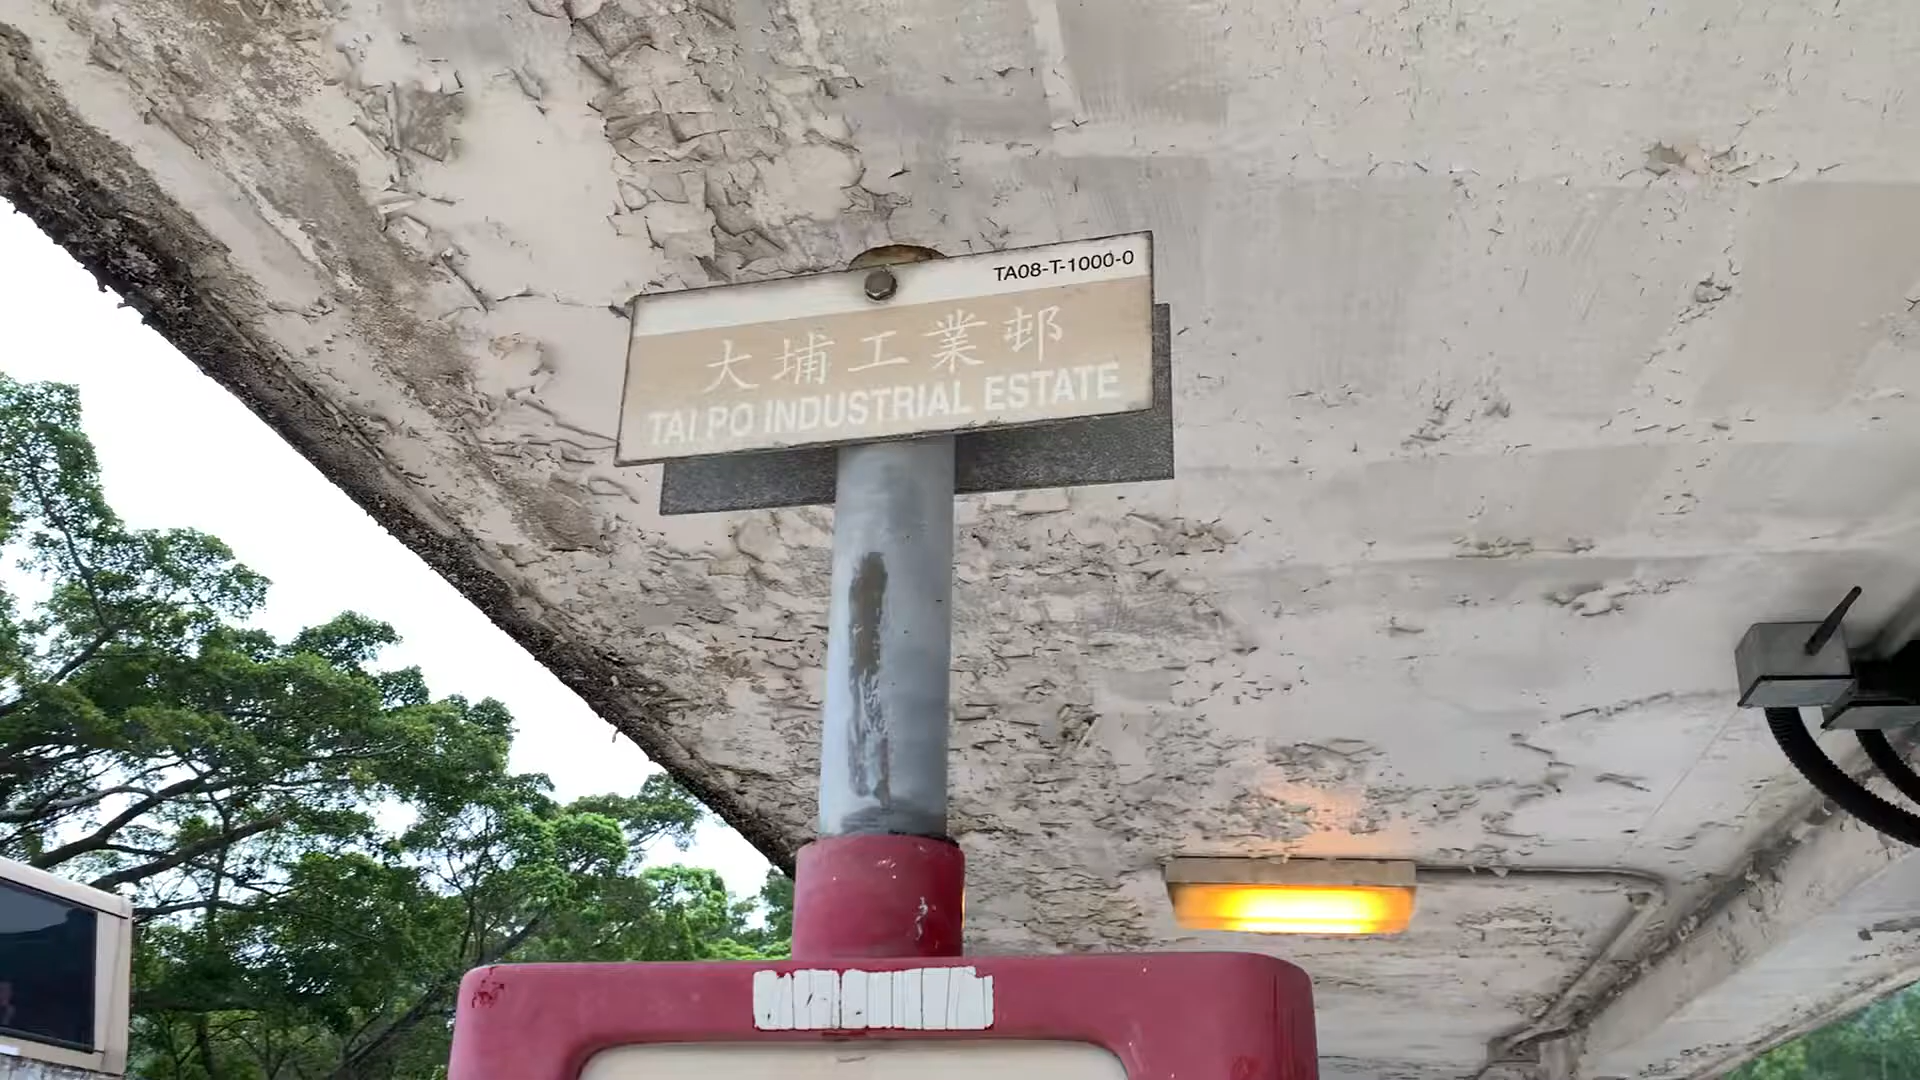 TA08-T-1000-0
大埔工業邨
TAI PO INDUSTRIAL ESTATE